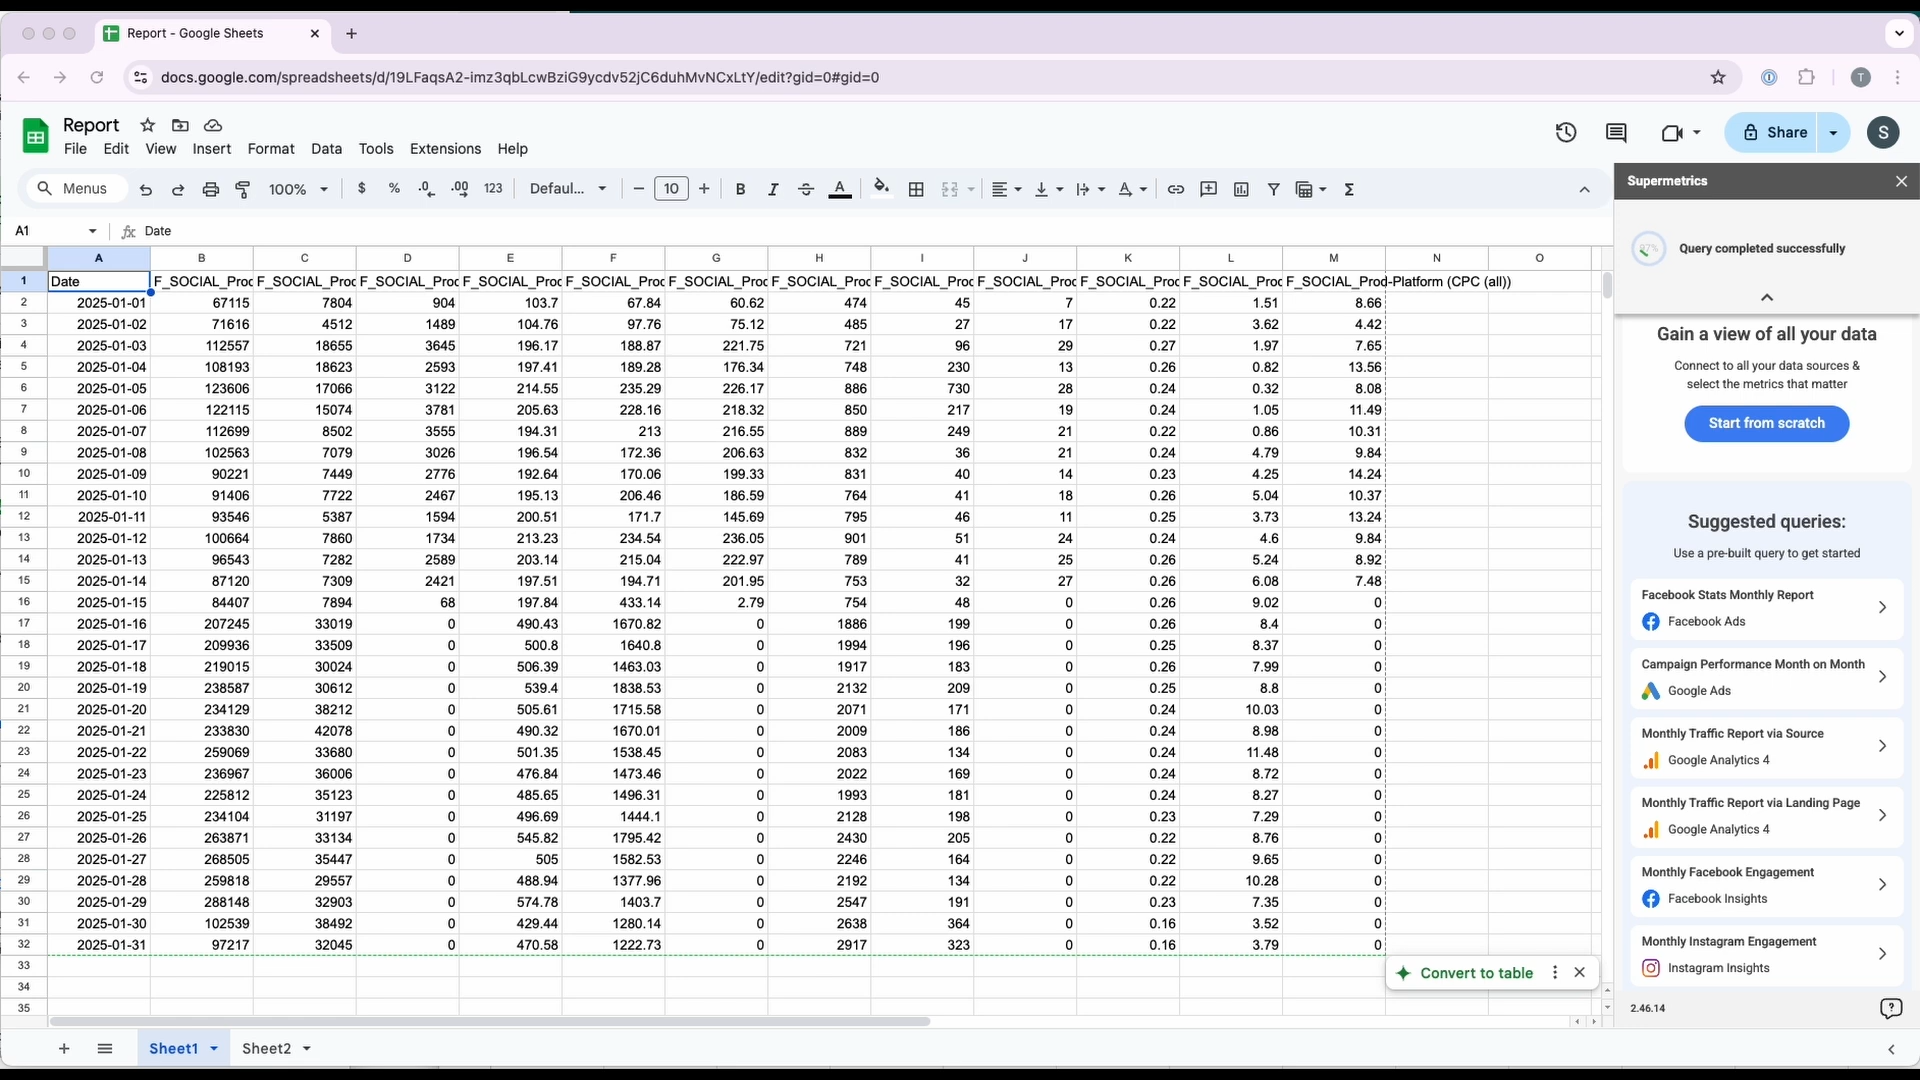 Report - Google Sheets
docs.google.com/spreadsheets/d/19LFaqsA2-imz3qbLcwBziG9ycdv52jC6duhMvNCxLtY/edit?gid=0#gid=0
T
Report
File Edit View Insert Format Data Tools Extensions Help
Share
S
Menus 100% $ % .0 .00 123 Defaul... 10 B I A
A1 Date
A B C D E F G H I J K L M N O
1 Date F_SOCIAL_Proc F_SOCIAL_Proc F_SOCIAL_Proc F_SOCIAL_Proc F_SOCIAL_Proc F_SOCIAL_Proc F_SOCIAL_Proc F_SOCIAL_Proc F_SOCIAL_Proc F_SOCIAL_Proc F_SOCIAL_Proc F_SOCIAL_Prod-Platform (CPC (all))
2 2025-01-01 67115 7804 904 103.7 67.84 60.62 474 45 7 0.22 1.51 8.66
3 2025-01-02 71616 4512 1489 104.76 97.76 75.12 485 27 17 0.22 3.62 4.42
4 2025-01-03 112557 18655 3645 196.17 188.87 221.75 721 96 29 0.27 1.97 7.65
5 2025-01-04 108193 18623 2593 197.41 189.28 176.34 748 230 13 0.26 0.82 13.56
6 2025-01-05 123606 17066 3122 214.55 235.29 226.17 886 730 28 0.24 0.32 8.08
7 2025-01-06 122115 15074 3781 205.63 228.16 218.32 850 217 19 0.24 1.05 11.49
8 2025-01-07 112699 8502 3555 194.31 213 216.55 889 249 21 0.22 0.86 10.31
9 2025-01-08 102563 7079 3026 196.54 172.36 206.63 832 36 21 0.24 4.79 9.84
10 2025-01-09 90221 7449 2776 192.64 170.06 199.33 831 40 14 0.23 4.25 14.24
11 2025-01-10 91406 7722 2467 195.13 206.46 186.59 764 41 18 0.26 5.04 10.37
12 2025-01-11 93546 5387 1594 200.51 171.7 145.69 795 46 11 0.25 3.73 13.24
13 2025-01-12 100664 7860 1734 213.23 234.54 236.05 901 51 24 0.24 4.6 9.84
14 2025-01-13 96543 7282 2589 203.14 215.04 222.97 789 41 25 0.26 5.24 8.92
15 2025-01-14 87120 7309 2421 197.51 194.71 201.95 753 32 27 0.26 6.08 7.48
16 2025-01-15 84407 7894 68 197.84 433.14 2.79 754 48 0 0.26 9.02 0
17 2025-01-16 207245 33019 0 490.43 1670.82 0 1886 199 0 0.26 8.4 0
18 2025-01-17 209936 33509 0 500.8 1640.8 0 1994 196 0 0.25 8.37 0
19 2025-01-18 219015 30024 0 506.39 1463.03 0 1917 183 0 0.26 7.99 0
20 2025-01-19 238587 30612 0 539.4 1838.53 0 2132 209 0 0.25 8.8 0
21 2025-01-20 234129 38212 0 505.61 1715.58 0 2071 171 0 0.24 10.03 0
22 2025-01-21 233830 42078 0 490.32 1670.01 0 2009 186 0 0.24 8.98 0
23 2025-01-22 259069 33680 0 501.35 1538.45 0 2083 134 0 0.24 11.48 0
24 2025-01-23 236967 36006 0 476.84 1473.46 0 2022 169 0 0.24 8.72 0
25 2025-01-24 225812 35123 0 485.65 1496.31 0 1993 181 0 0.24 8.27 0
26 2025-01-25 234104 31197 0 496.69 1444.1 0 2128 198 0 0.23 7.29 0
27 2025-01-26 263871 33134 0 545.82 1795.42 0 2430 205 0 0.22 8.76 0
28 2025-01-27 268505 35447 0 505 1582.53 0 2246 164 0 0.22 9.65 0
29 2025-01-28 259818 29557 0 488.94 1377.96 0 2192 134 0 0.22 10.28 0
30 2025-01-29 288148 32903 0 574.78 1403.7 0 2547 191 0 0.23 7.35 0
31 2025-01-30 102539 38492 0 429.44 1280.14 0 2638 364 0 0.16 3.52 0
32 2025-01-31 97217 32045 0 470.58 1222.73 0 2917 323 0 0.16 3.79 0
33
34
35
Convert to table
Sheet1 Sheet2
Supermetrics
Query completed successfully
Gain a view of all your data
Connect to all your data sources &
select the metrics that matter
Start from scratch
Suggested queries:
Use a pre-built query to get started
Facebook Stats Monthly Report
Facebook Ads
Campaign Performance Month on Month
Google Ads
Monthly Traffic Report via Source
Google Analytics 4
Monthly Traffic Report via Landing Page
Google Analytics 4
Monthly Facebook Engagement
Facebook Insights
Monthly Instagram Engagement
Instagram Insights
2.46.14